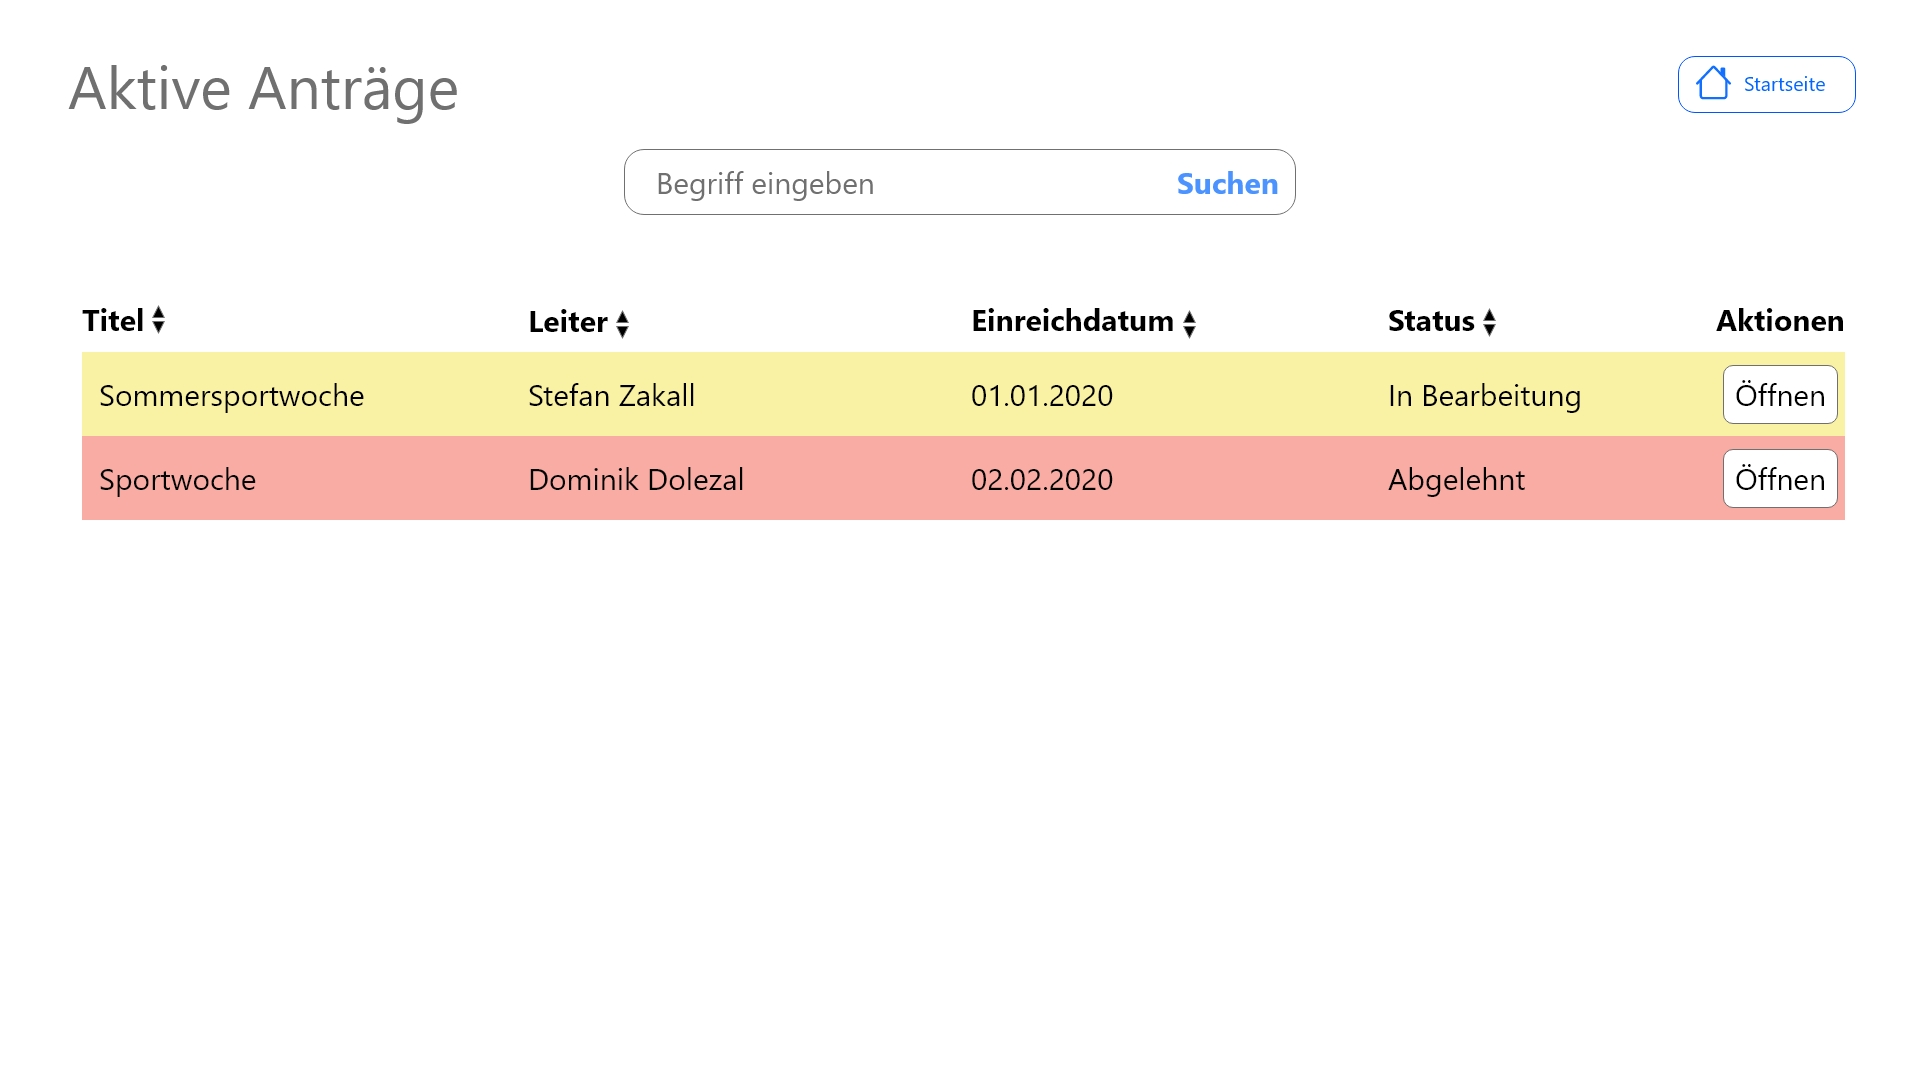 Aktive Anträge
Startseite
Begriff eingeben Suchen
Titel Leiter Einreichdatum Status Aktionen
Sommersportwoche Stefan Zakall 01.01.2020 In Bearbeitung Öffnen
Sportwoche Dominik Dolezal 02.02.2020 Abgelehnt Öffnen